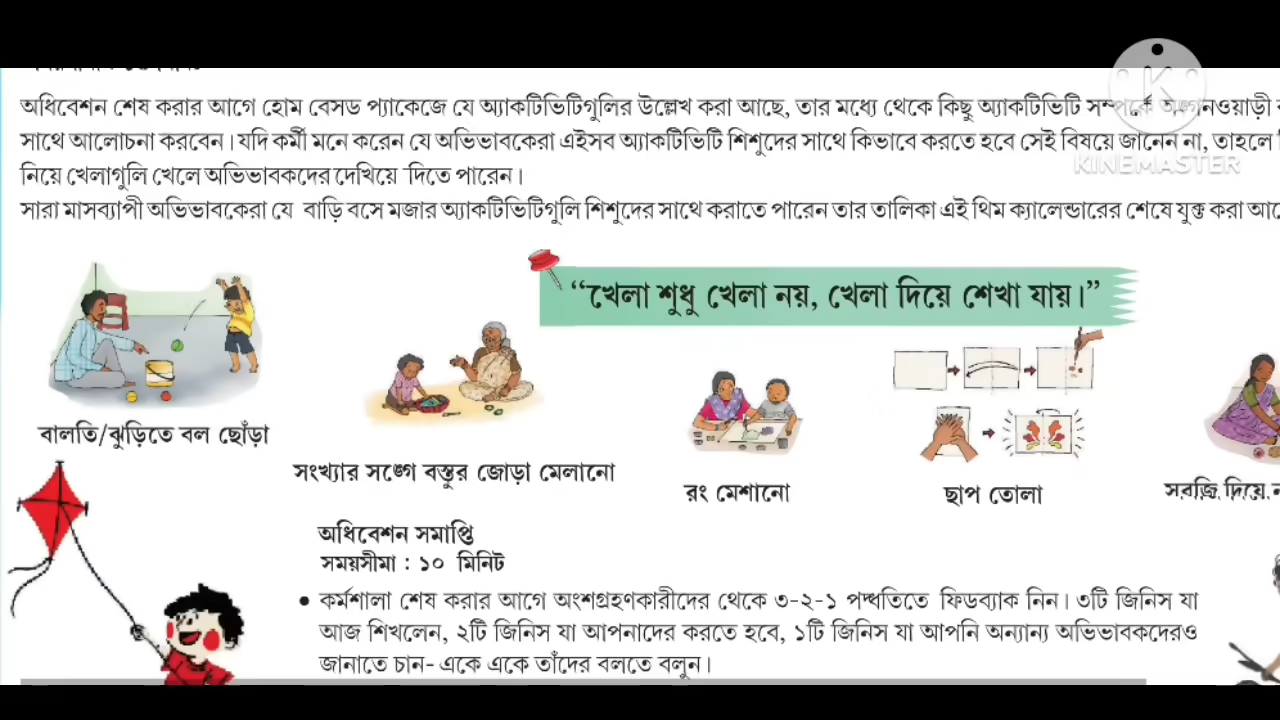 অধিবেশন শেষ করার আগে হোম বেসড প্যাকেজে যে অ্যাকটিভিটিগুলির উল্লেখ করা আছে, তার মধ্যে থেকে কিছু অ্যাকটিভিটি সম্পর্কে অঙ্গনওয়াড়ী
সাথে আলোচনা করবেন। যদি কর্মী মনে করেন যে অভিভাবকেরা এইসব অ্যাকটিভিটি শিশুদের সাথে কিভাবে করতে হবে সেই বিষয়ে জানেন না, তাহলে
নিয়ে খেলাগুলি খেলে অভিভাবকদের দেখিয়ে দিতে পারেন।
সারা মাসব্যাপী অভিভাবকেরা যে বাড়ি বসে মজার অ্যাকটিভিটিগুলি শিশুদের সাথে করাতে পারেন তার তালিকা এই থিম ক্যালেন্ডারের শেষে যুক্ত করা
KINEMASTER
“খেলা শুধু খেলা নয়, খেলা দিয়ে শেখা যায়।”
বালতি/ঝুড়িতে বল ছোঁড়া
সংখ্যার সঙ্গে বস্তুর জোড়া মেলানো
রং মেশানো
ছাপ তোলা
সবজি দিয়ে
অধিবেশন সমাপ্তি
সময়সীমা : ১০ মিনিট
• কর্মশালা শেষ করার আগে অংশগ্রহণকারীদের থেকে ৩-২-১ পদ্ধতিতে ফিডব্যাক নিন। ৩টি জিনিস যা
আজ শিখলেন, ২টি জিনিস যা আপনাদের করতে হবে, ১টি জিনিস যা আপনি অন্যান্য অভিভাবকদেরও
জানাতে চান- একে একে তাঁদের বলতে বলুন।